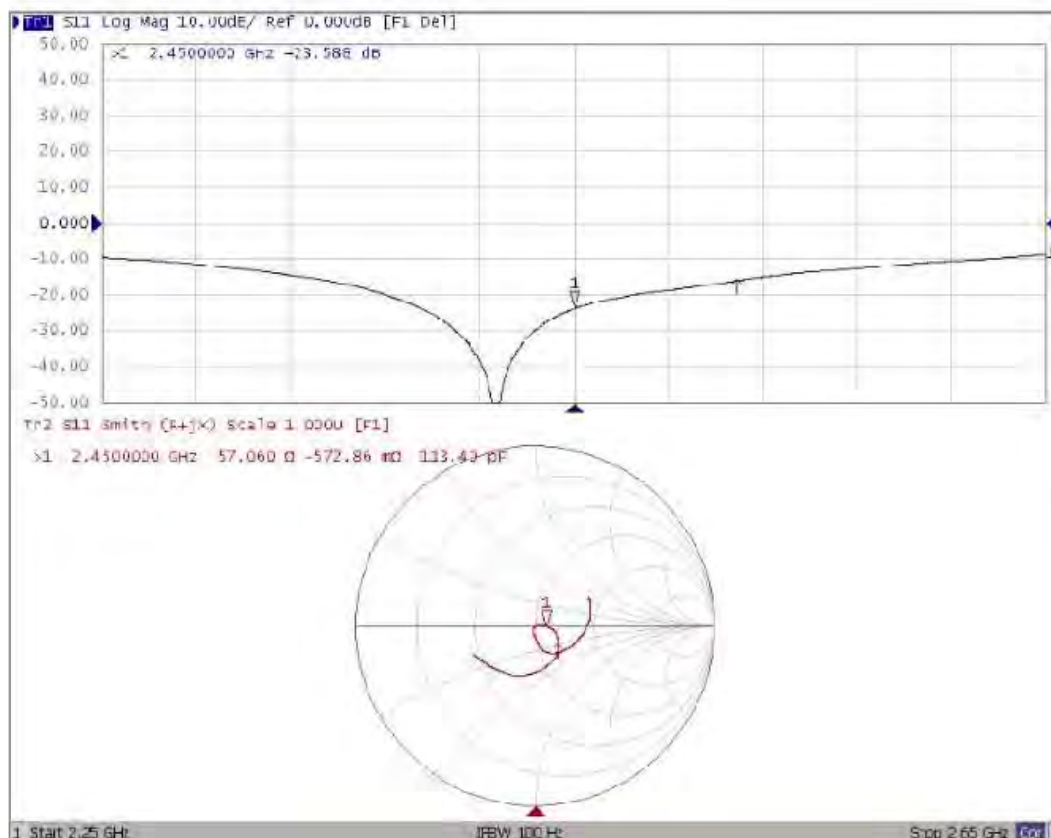 Tr1 S11 Log Mag 10.00dB/ Ref 0.000dB [F1 Del]
50.00
>1 2.4500000 GHz -23.588 dB
40.00
30.00
20.00
10.00
0.000
-10.00
1
-20.00
-30.00
-40.00
-50.00
Tr2 S11 Smith (R+jX) Scale 1.000U [F1]
>1 2.4500000 GHz 57.060 Ω -572.86 mΩ 113.40 pF
1
1 Start 2.25 GHz IFBW 100 Hz Stop 2.65 GHz Cor